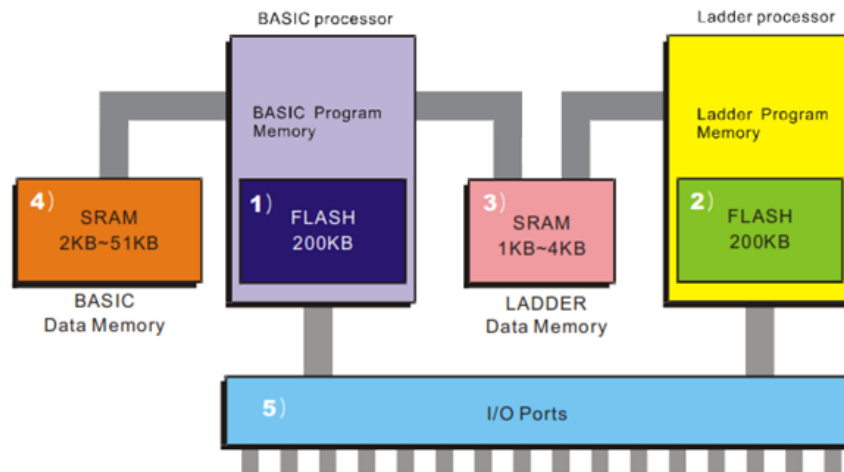 BASIC processor
Ladder processor
BASIC Program
Memory
Ladder Program
Memory
4)
SRAM
2KB~51KB
1)
FLASH
200KB
3)
SRAM
1KB~4KB
2)
FLASH
200KB
BASIC
Data Memory
LADDER
Data Memory
5)
I/O Ports